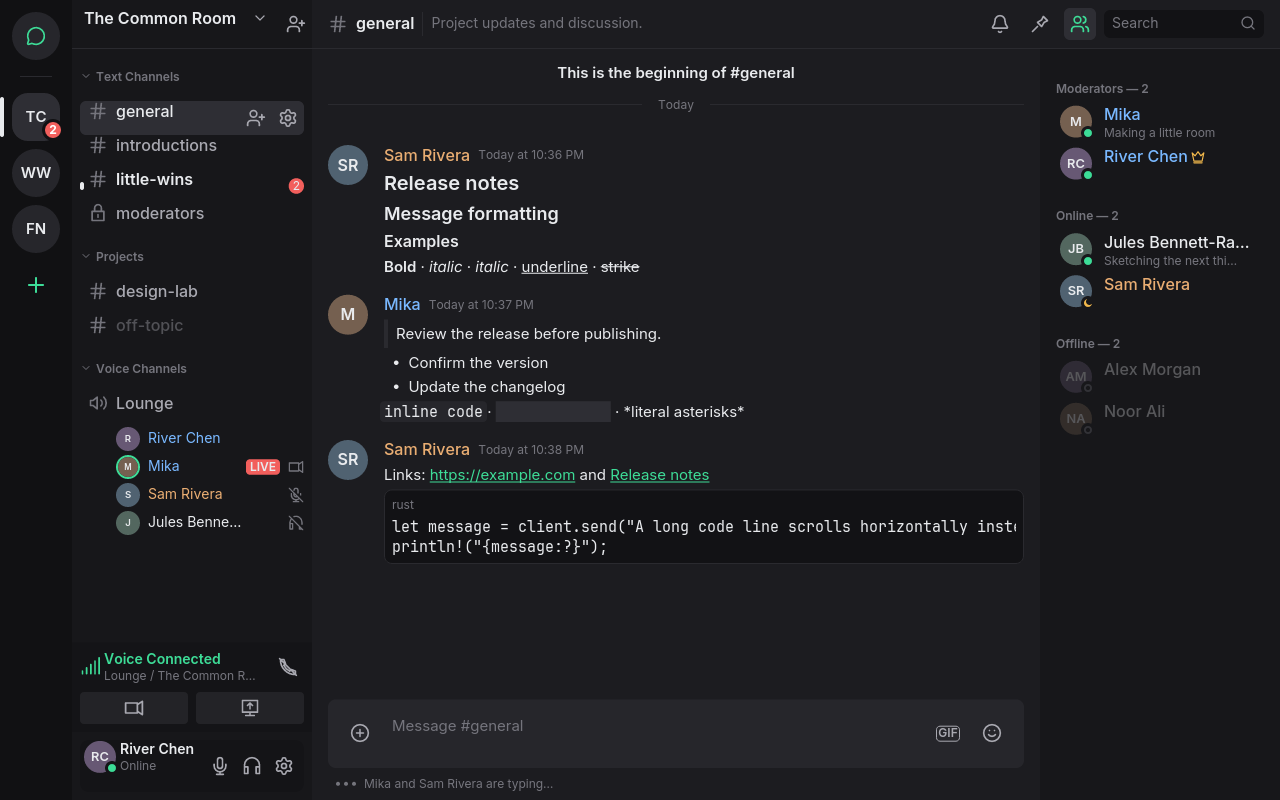 TC
2
WW
FN
The Common Room
Text Channels
general
introductions
little-wins
2
moderators
Projects
design-lab
off-topic
Voice Channels
Lounge
R
River Chen
M
Mika
LIVE
S
Sam Rivera
J
Jules Benne...
Voice Connected
Lounge / The Common R...
RC
River Chen
Online
general
Project updates and discussion.
Search
This is the beginning of #general
Today
SR
Sam Rivera Today at 10:36 PM
Release notes
Message formatting
Examples
Bold · italic · italic · underline · strike
M
Mika Today at 10:37 PM
Review the release before publishing.
• Confirm the version
• Update the changelog
inline code · · *literal asterisks*
SR
Sam Rivera Today at 10:38 PM
Links: https://example.com and Release notes
rust
let message = client.send("A long code line scrolls horizontally inste
println!("{message:?}");
Message #general
GIF
Mika and Sam Rivera are typing...
Moderators — 2
M
Mika
Making a little room
RC
River Chen
Online — 2
JB
Jules Bennett-Ra...
Sketching the next thi...
SR
Sam Rivera
Offline — 2
AM
Alex Morgan
NA
Noor Ali